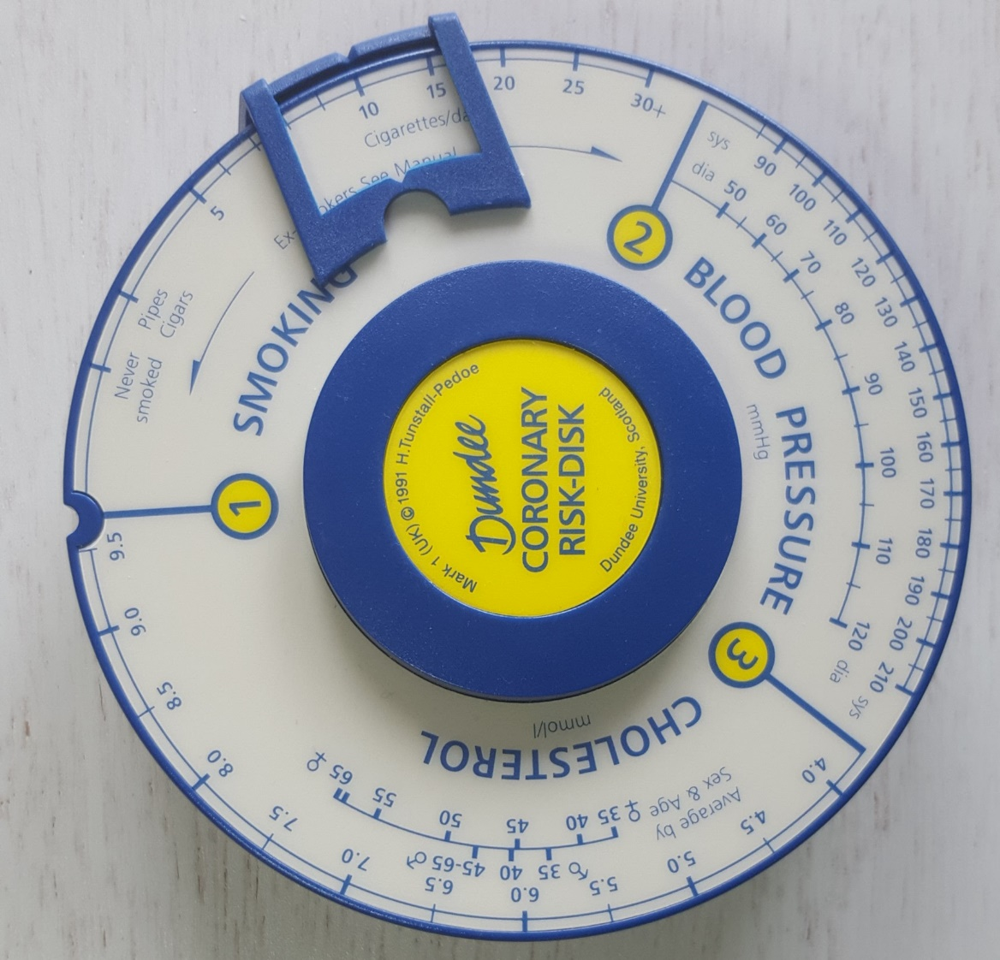 Mark 1 (UK) © 1991 H.Tunstall-Pedoe
Dundee
CORONARY
RISK-DISK
Dundee University, Scotland
1
SMOKING
Never
smoked
Pipes
Cigars
5
10
15
20
25
30+
Cigarettes/da
Ex-
okers See Manual
2
BLOOD PRESSURE
mmHg
sys
90
100
110
120
130
140
150
160
170
180
190
200
210
sys
dia
50
60
70
80
90
100
110
120
dia
3
CHOLESTEROL
mmol/l
Average by
Sex & Age
♀
35
40
45
50
55
65
♀
♂
35
40
45-65
♂
4.0
4.5
5.0
5.5
6.0
6.5
7.0
7.5
8.0
8.5
9.0
9.5